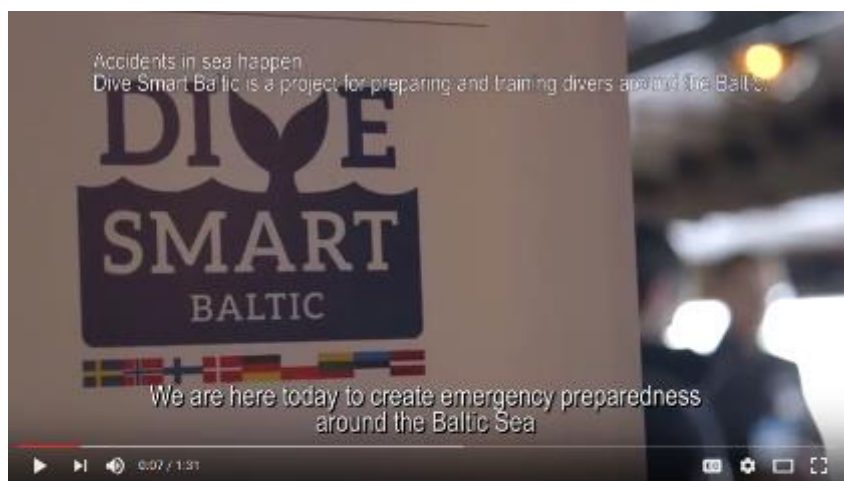 Accidents in sea happen
Dive Smart Baltic is a project for preparing and training divers around the Baltic.
DIVE
SMART
BALTIC
We are here today to create emergency preparedness
around the Baltic Sea
0:07 / 1:31
CC